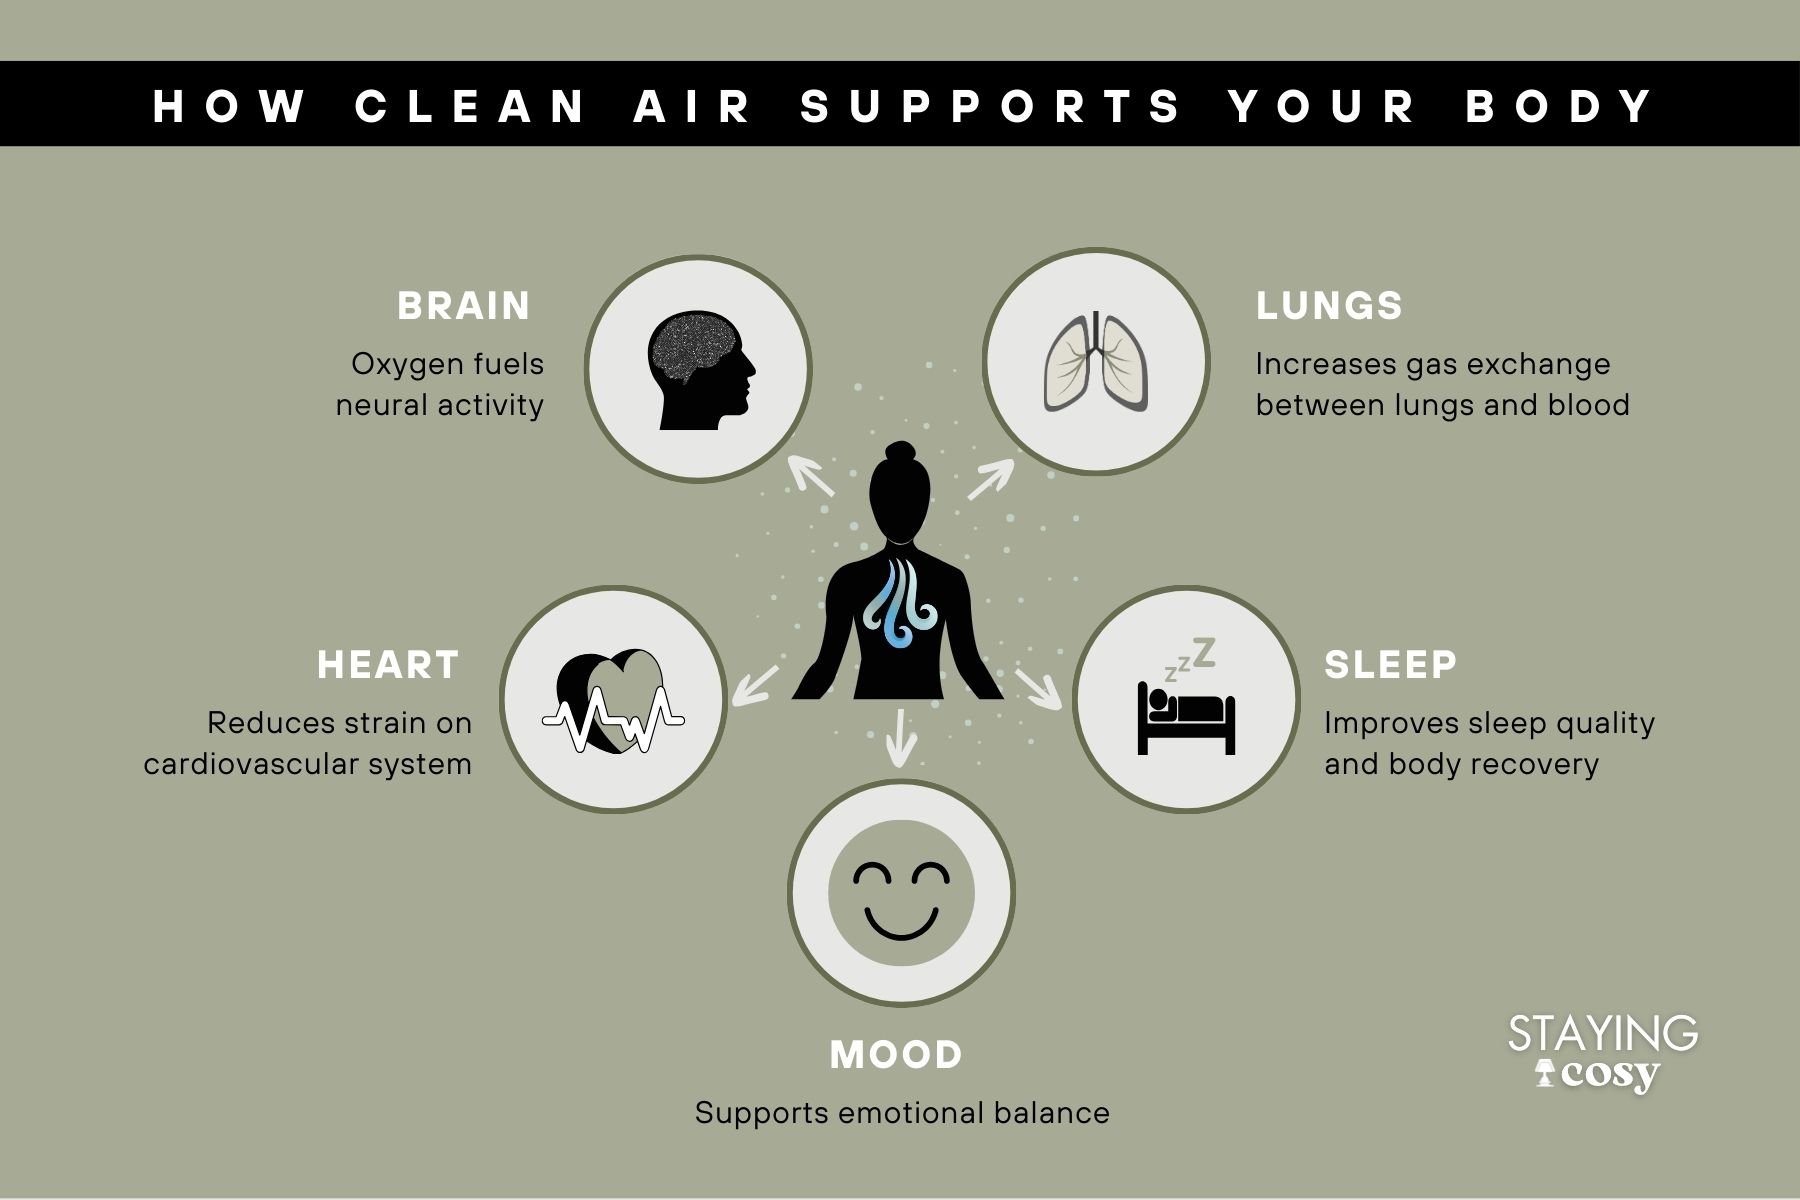 HOW CLEAN AIR SUPPORTS YOUR BODY
BRAIN
Oxygen fuels
neural activity
LUNGS
Increases gas exchange
between lungs and blood
HEART
Reduces strain on
cardiovascular system
zzZ
SLEEP
Improves sleep quality
and body recovery
MOOD
Supports emotional balance
STAYING
cosy